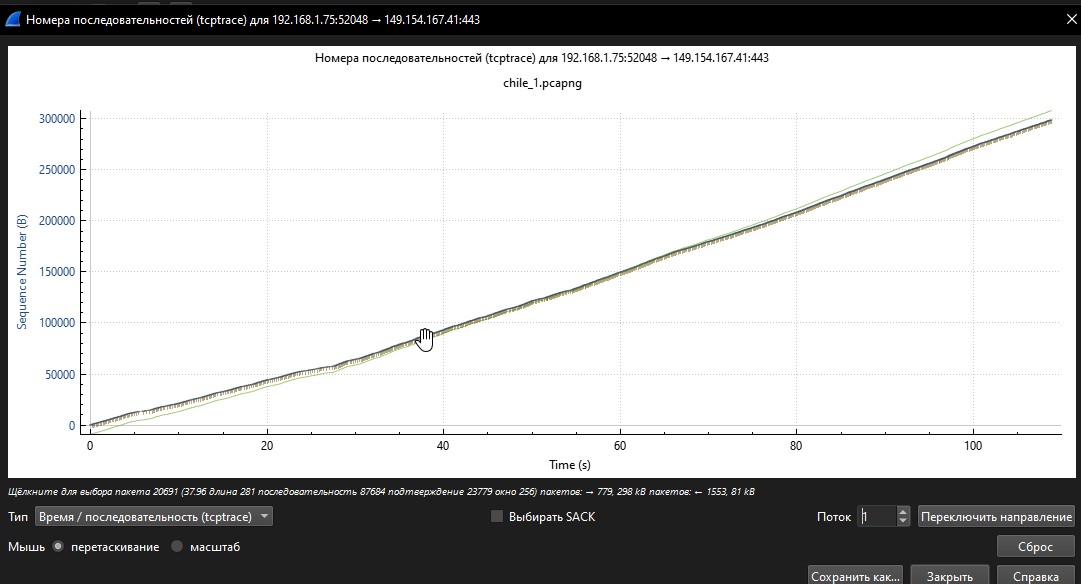 Номера последовательностей (tcptrace) для 192.168.1.75:52048 → 149.154.167.41:443
Номера последовательностей (tcptrace) для 192.168.1.75:52048 → 149.154.167.41:443
chile_1.pcapng
300000
250000
200000
150000
100000
50000
0
Sequence Number (B)
0 20 40 60 80 100
Time (s)
Щёлкните для выбора пакета 20691 (37.96 длина 281 последовательность 87684 подтверждение 23779 окно 256) пакетов: → 779, 298 kB пакетов: ← 1553, 81 kB
Тип Время / последовательность (tcptrace) Выбирать SACK Поток 1 Переключить направление
Мышь перетаскивание масштаб Сброс
Сохранить как... Закрыть Справка